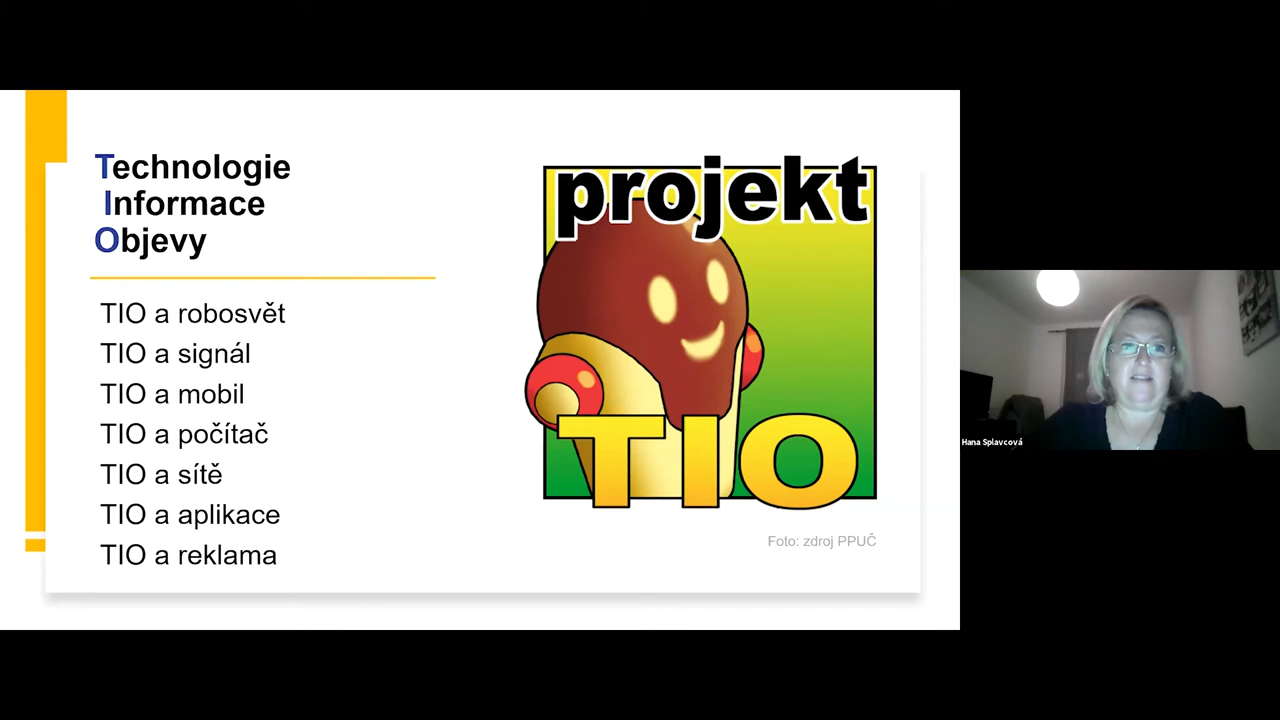 Technologie
Informace
Objevy
TIO a robosvět
TIO a signál
TIO a mobil
TIO a počítač
TIO a sítě
TIO a aplikace
TIO a reklama
projekt
TIO
Foto: zdroj PPUČ
Hana Splavcová